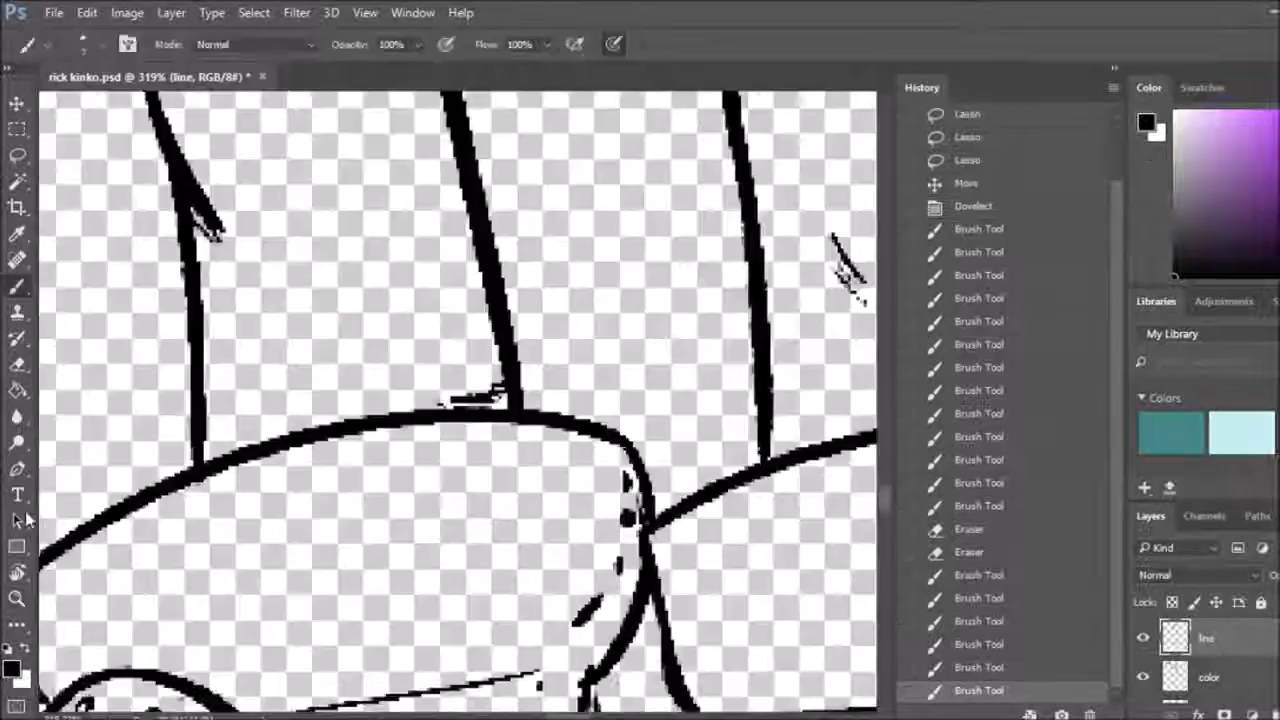 Ps File Edit Image Layer Type Select Filter 3D View Window Help
Mode: Normal Opacity: 100% Flow: 100%
rick kinko.psd @ 319% (line, RGB/8#) * ×
History
Lasso
Lasso
Lasso
Move
Deselect
Brush Tool
Brush Tool
Brush Tool
Brush Tool
Brush Tool
Brush Tool
Brush Tool
Brush Tool
Brush Tool
Brush Tool
Brush Tool
Brush Tool
Brush Tool
Eraser
Eraser
Brush Tool
Brush Tool
Brush Tool
Brush Tool
Brush Tool
Brush Tool
Color Swatches
Libraries Adjustments
My Library
Colors
Layers Channels Paths
Kind
Normal
Lock:
line
color